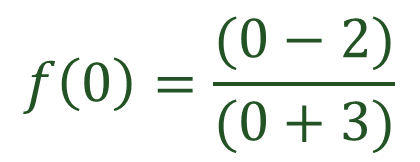 f(0) = (0 − 2) / (0 + 3)